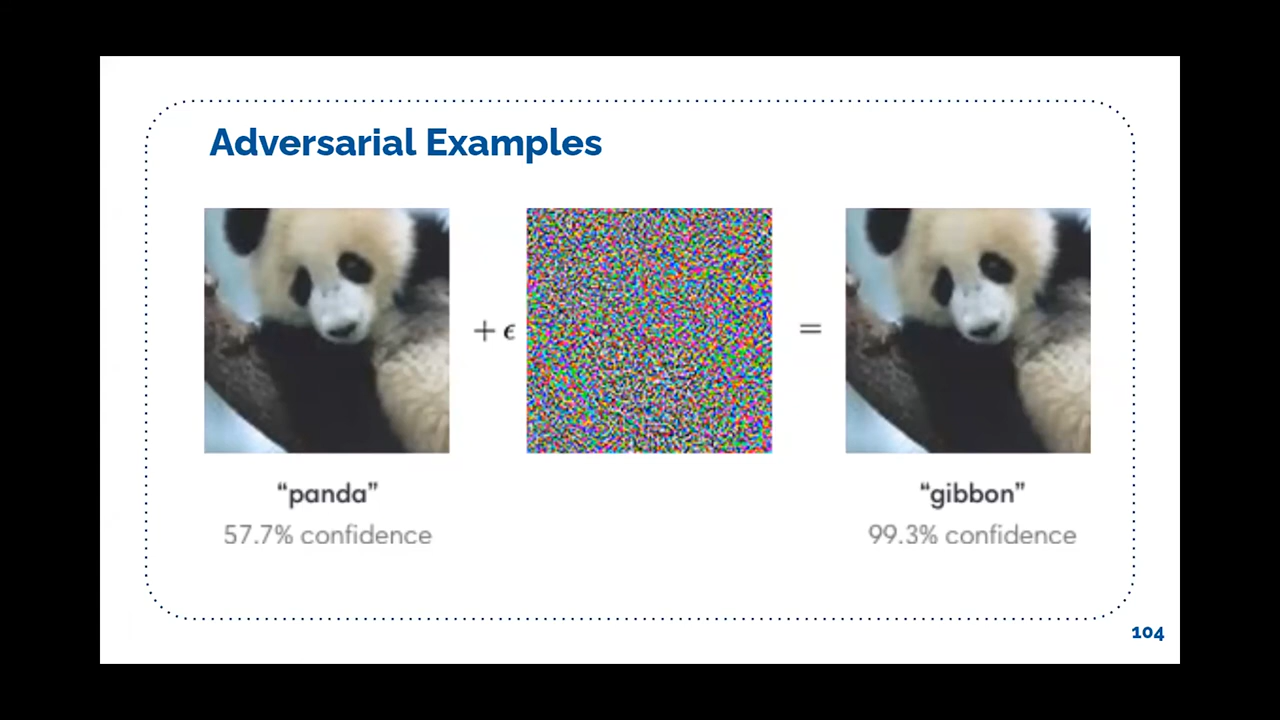 Adversarial Examples
+ ϵ
=
“panda”
57.7% confidence
“gibbon”
99.3% confidence
104